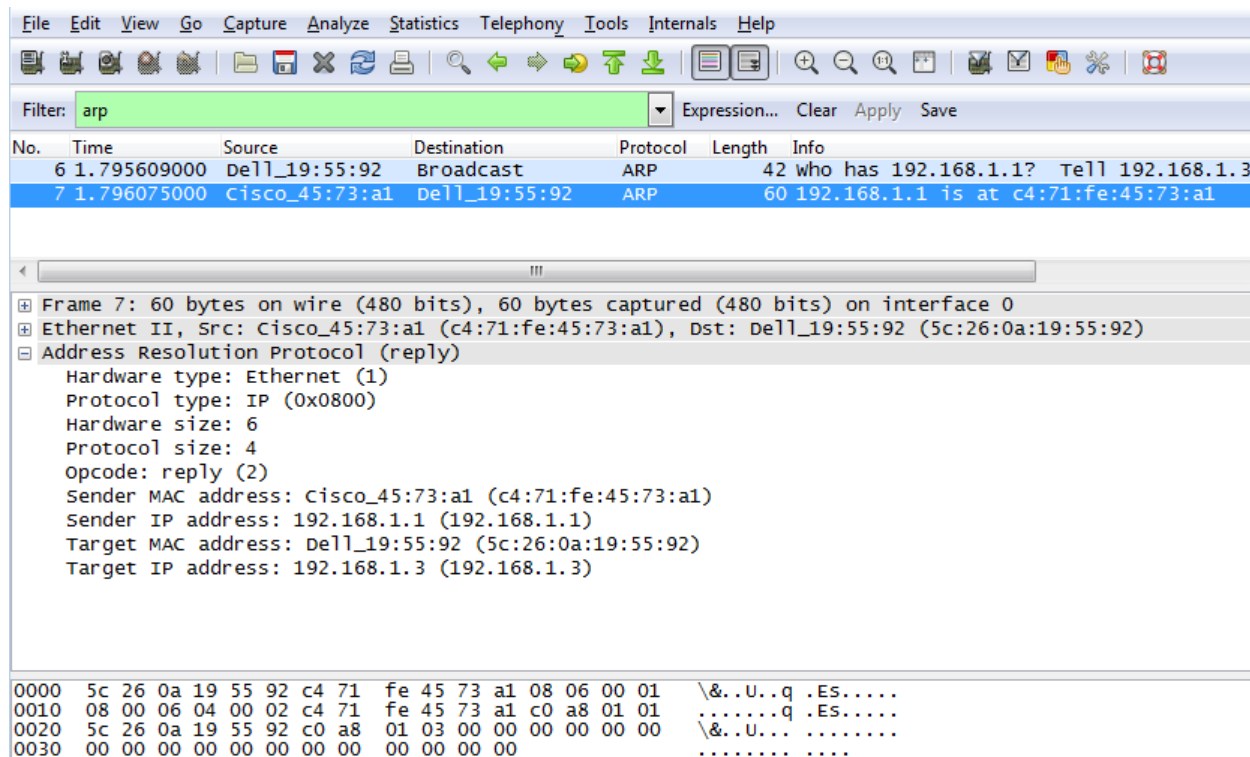 File Edit View Go Capture Analyze Statistics Telephony Tools Internals Help
Filter: arp Expression... Clear Apply Save
No. Time Source Destination Protocol Length Info
6 1.795609000 Dell_19:55:92 Broadcast ARP 42 Who has 192.168.1.1? Tell 192.168.1.3
7 1.796075000 Cisco_45:73:a1 Dell_19:55:92 ARP 60 192.168.1.1 is at c4:71:fe:45:73:a1
Frame 7: 60 bytes on wire (480 bits), 60 bytes captured (480 bits) on interface 0
Ethernet II, Src: Cisco_45:73:a1 (c4:71:fe:45:73:a1), Dst: Dell_19:55:92 (5c:26:0a:19:55:92)
Address Resolution Protocol (reply)
Hardware type: Ethernet (1)
Protocol type: IP (0x0800)
Hardware size: 6
Protocol size: 4
Opcode: reply (2)
Sender MAC address: Cisco_45:73:a1 (c4:71:fe:45:73:a1)
Sender IP address: 192.168.1.1 (192.168.1.1)
Target MAC address: Dell_19:55:92 (5c:26:0a:19:55:92)
Target IP address: 192.168.1.3 (192.168.1.3)
0000 5c 26 0a 19 55 92 c4 71 fe 45 73 a1 08 06 00 01 \&..U..q .Es.....
0010 08 00 06 04 00 02 c4 71 fe 45 73 a1 c0 a8 01 01 .......q .Es.....
0020 5c 26 0a 19 55 92 c0 a8 01 03 00 00 00 00 00 00 \&..U... ........
0030 00 00 00 00 00 00 00 00 00 00 00 00 ........ ....